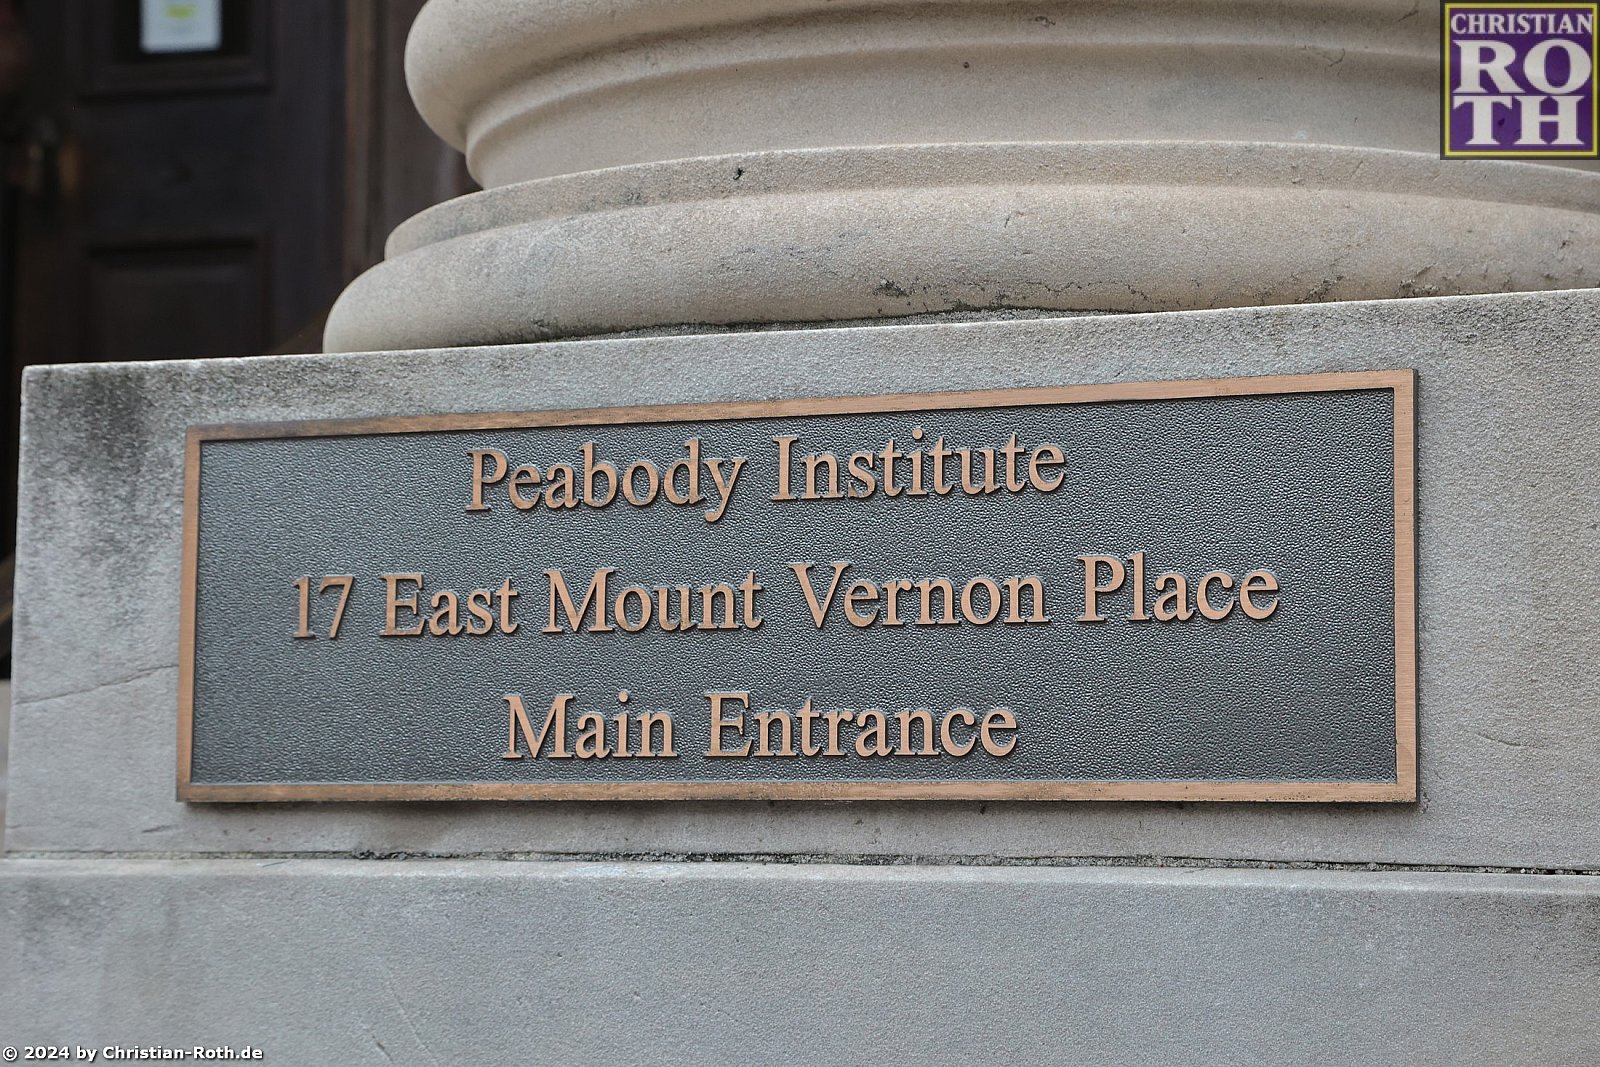 CHRISTIAN
RO
TH
Peabody Institute
17 East Mount Vernon Place
Main Entrance
© 2024 by Christian-Roth.de